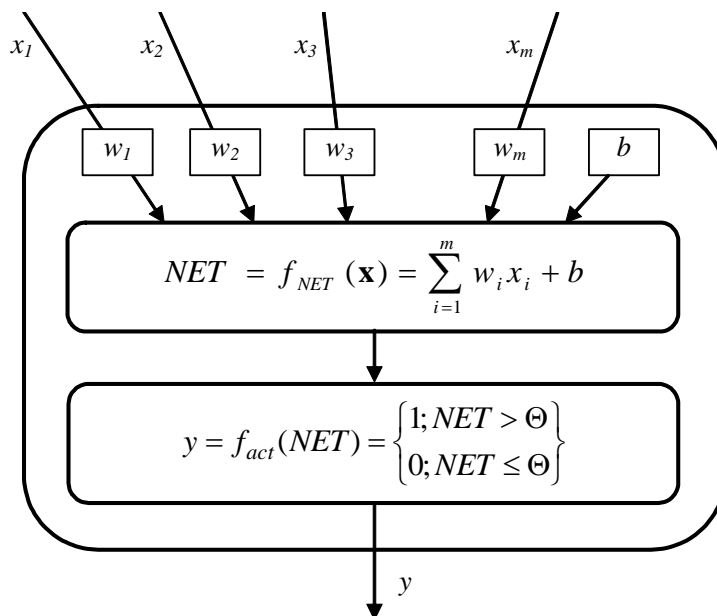 x1 x2 x3 xm
w1 w2 w3 wm b
NET = fNET (x) = ∑ i=1 m wi xi + b
y = fact(NET) = {1; NET > Θ
0; NET ≤ Θ}
y